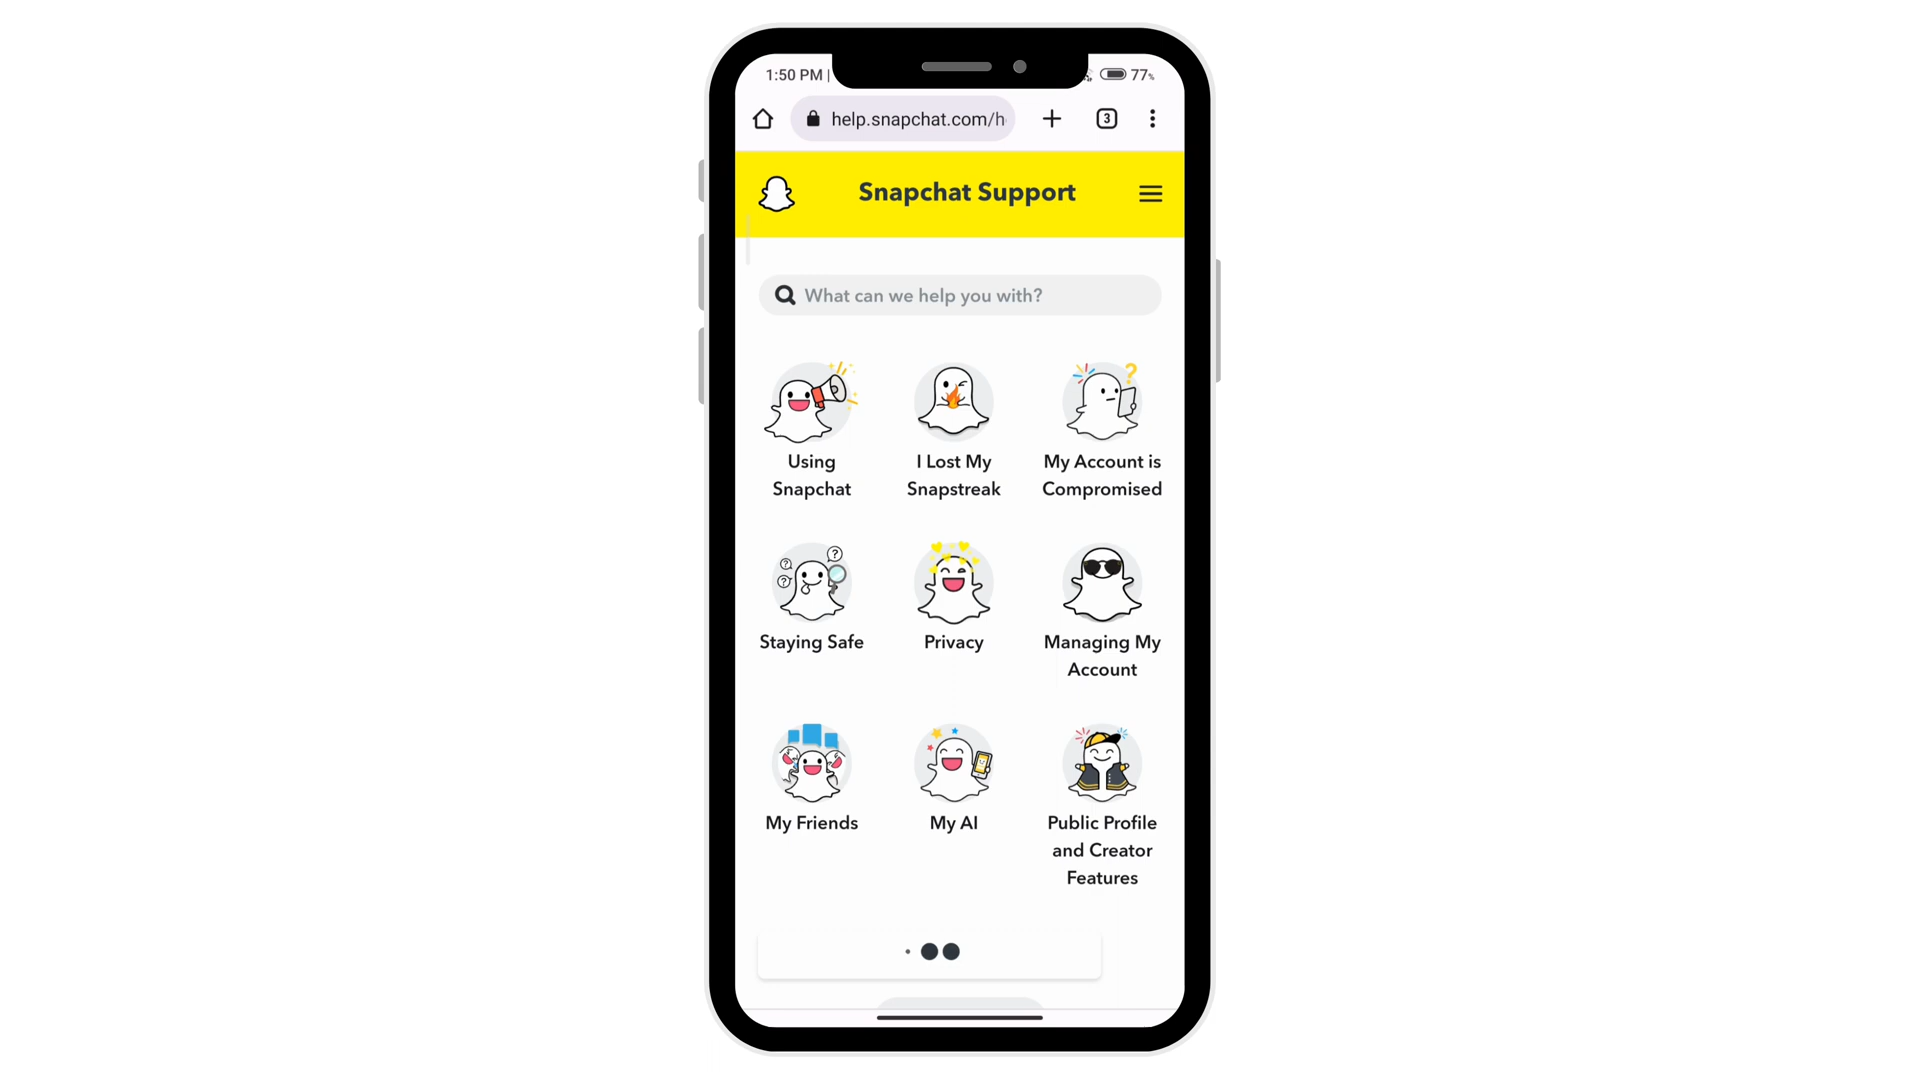 1:50 PM |
77%
help.snapchat.com/h
3
Snapchat Support
What can we help you with?
Using
Snapchat
I Lost My
Snapstreak
My Account is
Compromised
Staying Safe
Privacy
Managing My
Account
My Friends
My AI
Public Profile
and Creator
Features